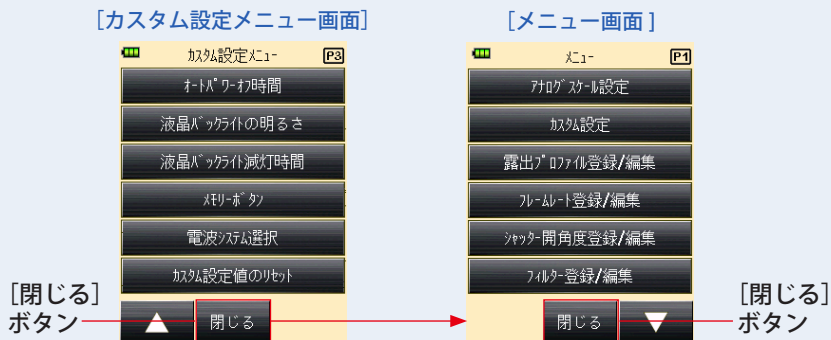 [カスタム設定メニュー画面]
[メニュー画面 ]
ｶｽﾀﾑ設定ﾒﾆｭｰ
P3
ｵｰﾄﾊﾟﾜｰｵﾌ時間
液晶ﾊﾞｯｸﾗｲﾄの明るさ
液晶ﾊﾞｯｸﾗｲﾄ減灯時間
ﾒﾓﾘｰﾎﾞﾀﾝ
電波ｼｽﾃﾑ選択
ｶｽﾀﾑ設定値のﾘｾｯﾄ
閉じる
[閉じる]
ボタン
ﾒﾆｭｰ
P1
ｱﾅﾛｸﾞｽｹｰﾙ設定
ｶｽﾀﾑ設定
露出ﾌﾟﾛﾌｧｲﾙ登録/編集
ﾌﾚｰﾑﾚｰﾄ登録/編集
ｼｬｯﾀｰ開角度登録/編集
ﾌｨﾙﾀｰ登録/編集
閉じる
[閉じる]
ボタン